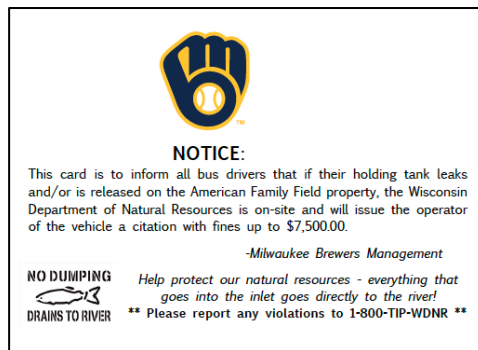 TM
NOTICE:
This card is to inform all bus drivers that if their holding tank leaks
and/or is released on the American Family Field property, the Wisconsin
Department of Natural Resources is on-site and will issue the operator
of the vehicle a citation with fines up to $7,500.00.
-Milwaukee Brewers Management
NO DUMPING
DRAINS TO RIVER
Help protect our natural resources - everything that
goes into the inlet goes directly to the river!
** Please report any violations to 1-800-TIP-WDNR **